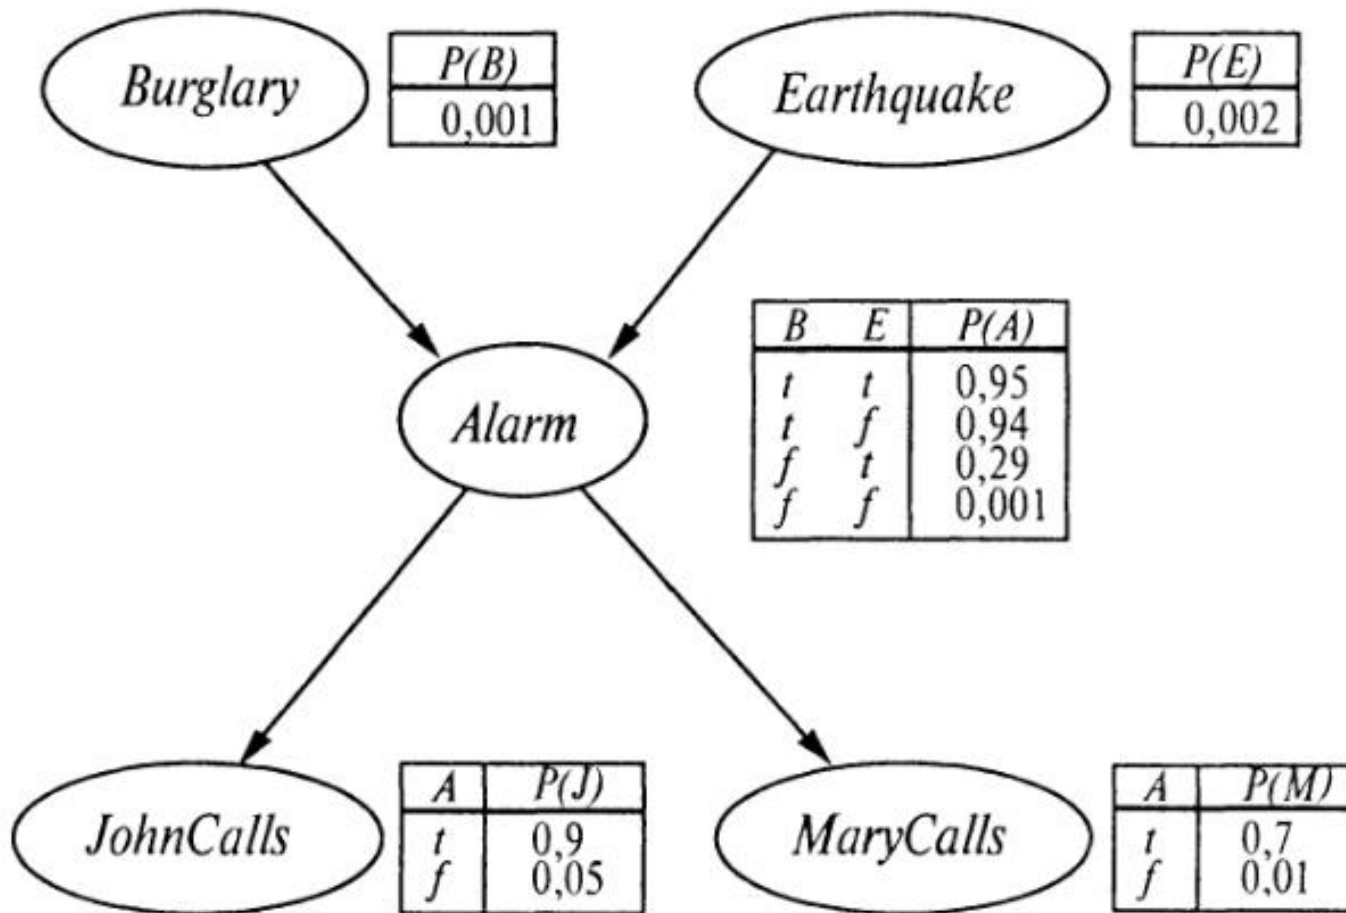 Burglary
P(B)
0,001
Earthquake
P(E)
0,002
Alarm
B E P(A)
t t 0,95
t f 0,94
f t 0,29
f f 0,001
JohnCalls
A P(J)
t 0,9
f 0,05
MaryCalls
A P(M)
t 0,7
f 0,01